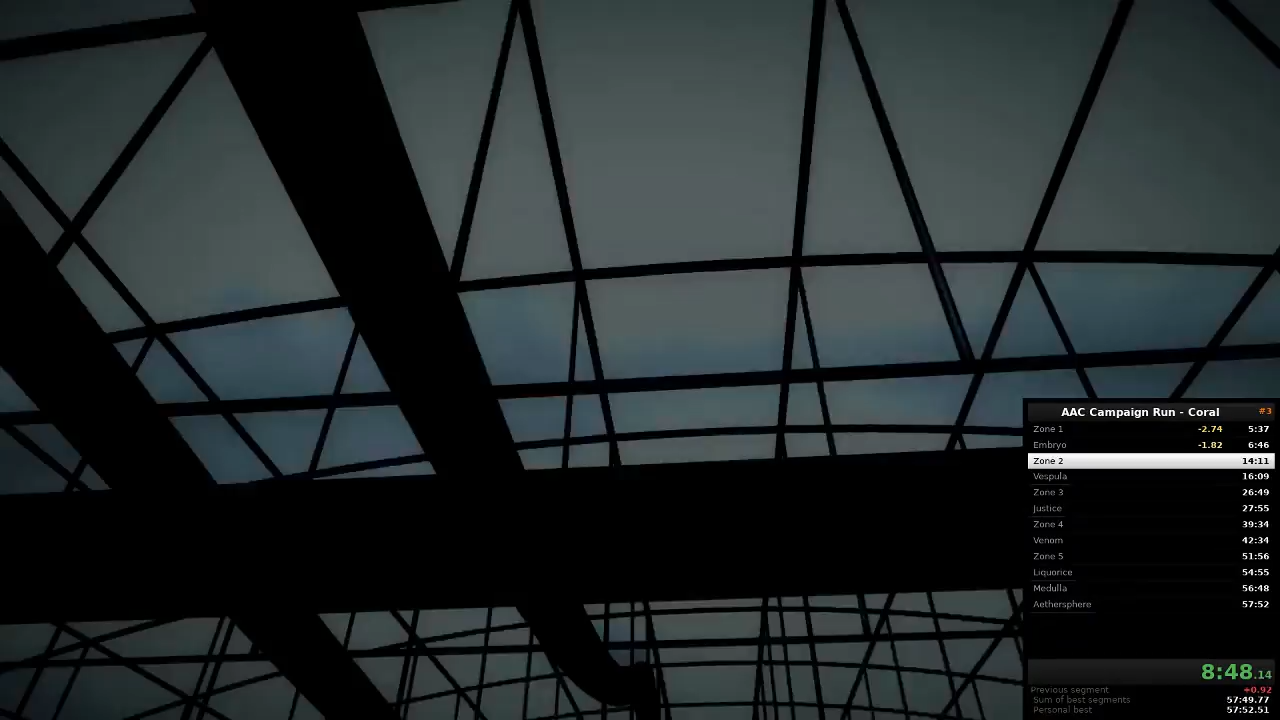 AAC Campaign Run - Coral #3
Zone 1 -2.74 5:37
Embryo -1.82 6:46
Zone 2 14:11
Vespula 16:09
Zone 3 26:49
Justice 27:55
Zone 4 39:34
Venom 42:34
Zone 5 51:56
Liquorice 54:55
Medulla 56:48
Aethersphere 57:52
8:48.14
Previous segment +0.92
Sum of best segments 57:49.77
Personal best 57:52.51